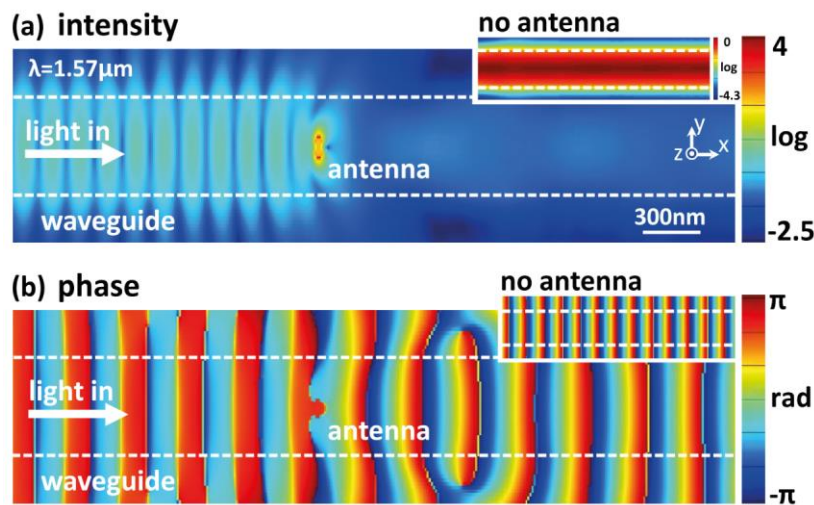 (a) intensity
no antenna
λ=1.57μm
0
log
-4.3
4
light in
antenna
y
z
x
log
waveguide
300nm
-2.5
(b) phase
no antenna
π
light in
antenna
rad
waveguide
-π